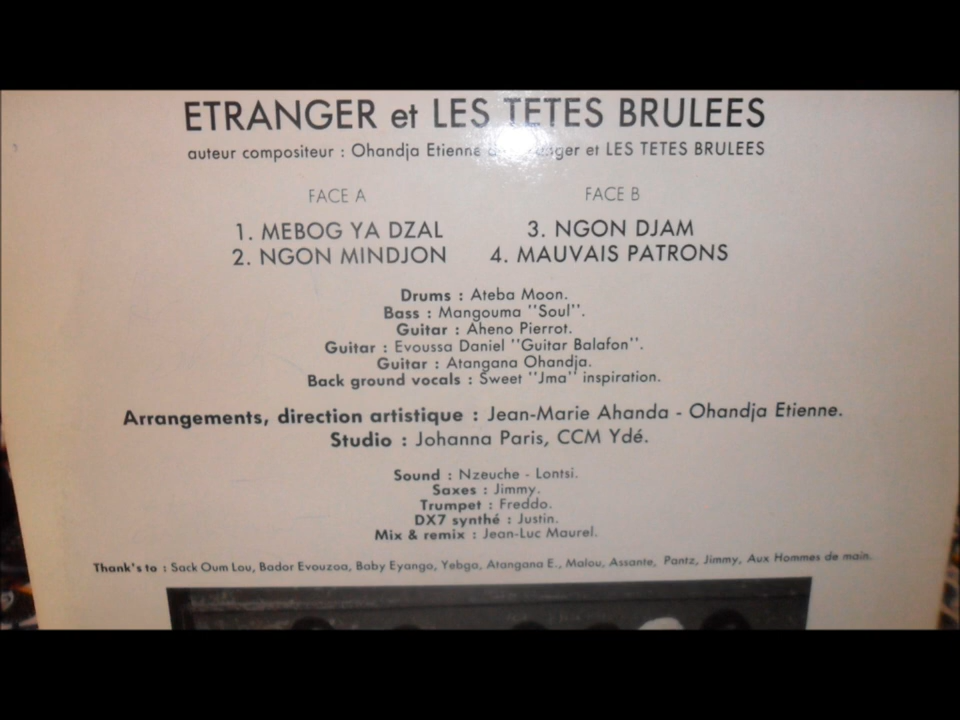 ETRANGER et LES TETES BRULEES
auteur compositeur : Ohandja Etienne et LES TETES BRULEES
FACE A
1. MEBOG YA DZAL
2. NGON MINDJON
FACE B
3. NGON DJAM
4. MAUVAIS PATRONS
Drums : Ateba Moon.
Bass : Mangouma "Soul".
Guitar : Aheno Pierrot.
Guitar : Evoussa Daniel "Guitar Balafon".
Guitar : Atangana Ohandja.
Back ground vocals : Sweet "Jma" inspiration.
Arrangements, direction artistique : Jean-Marie Ahanda - Ohandja Etienne.
Studio : Johanna Paris, CCM Ydé.
Sound : Nzeuche - Lontsi.
Saxes : Jimmy.
Trumpet : Freddo.
DX7 synthé : Justin.
Mix & remix : Jean-Luc Maurel.
Thank's to : Sack Oum Lou, Bador Evouzoa, Baby Eyango, Yebga, Atangana E., Malou, Assante, Pantz, Jimmy, Aux Hommes de main.